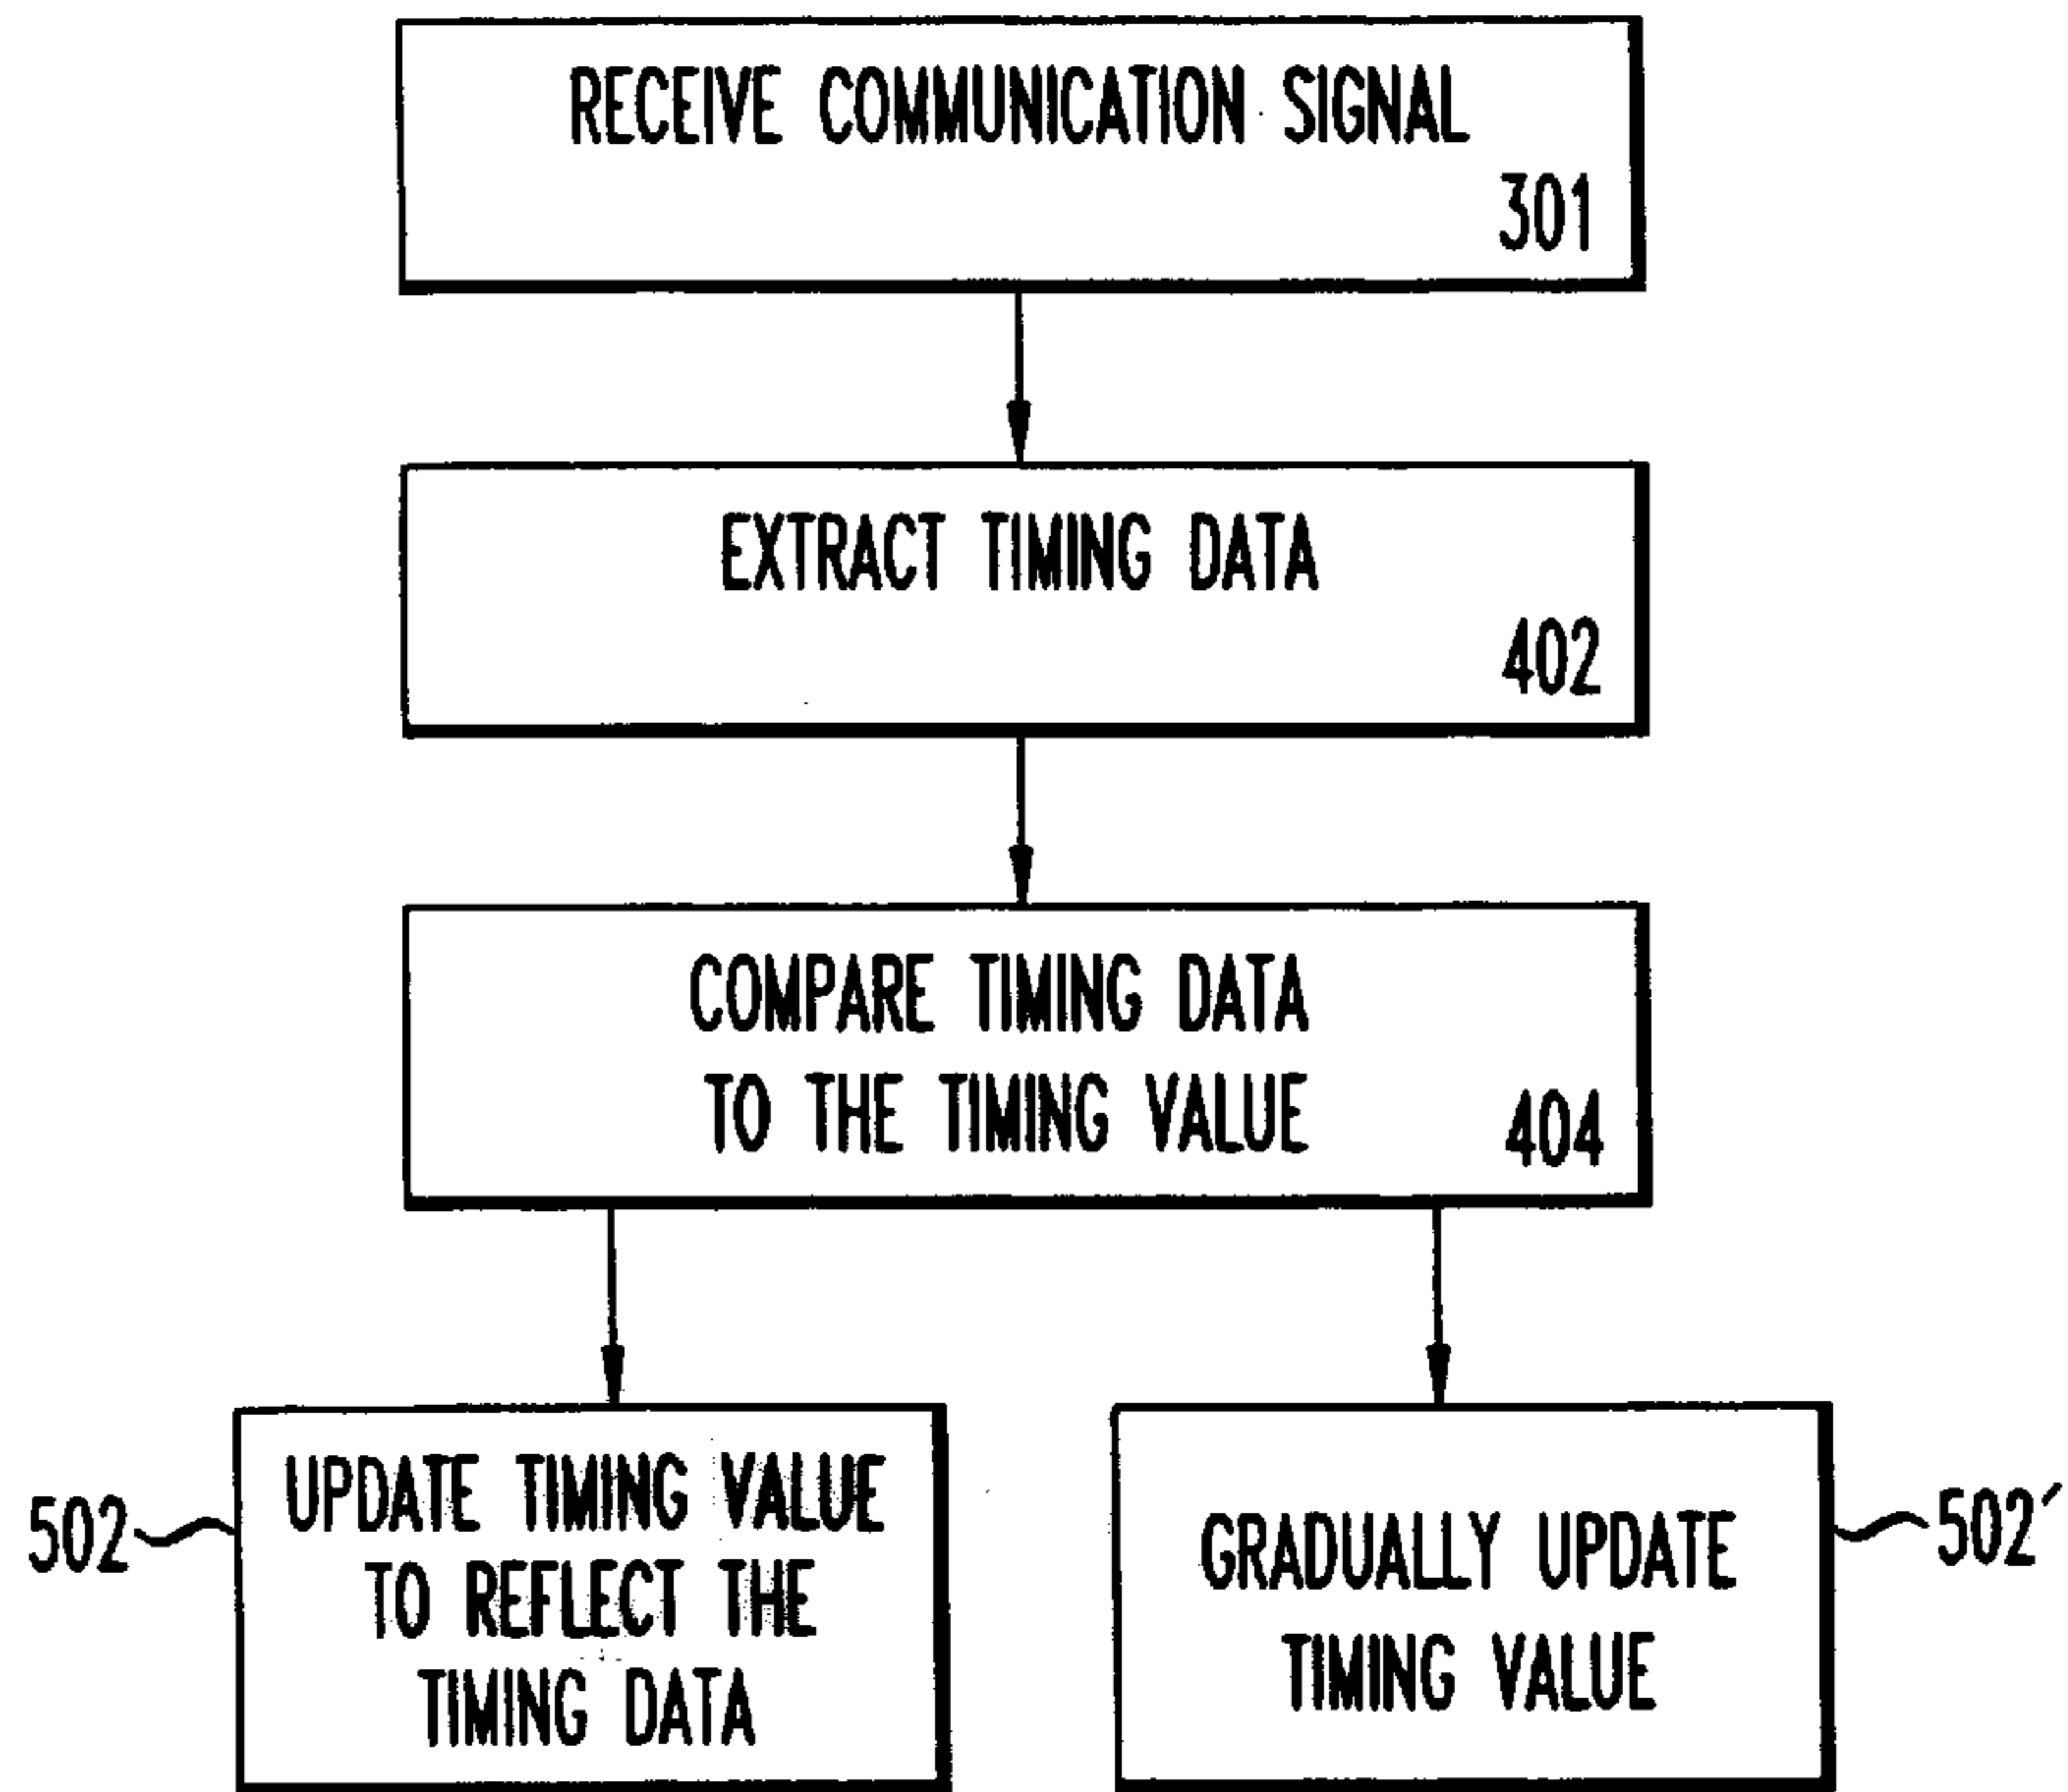 RECEIVE COMMUNICATION SIGNAL
301
EXTRACT TIMING DATA
402
COMPARE TIMING DATA
TO THE TIMING VALUE
404
502
UPDATE TIMING VALUE
TO REFLECT THE
TIMING DATA
GRADUALLY UPDATE
TIMING VALUE
502'